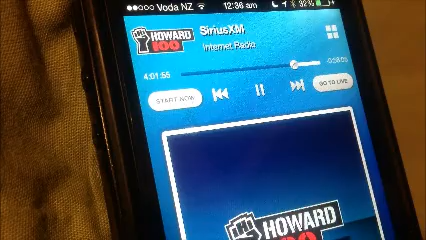 Voda NZ 12:36 am 92%
HOWARD 100
SiriusXM
Internet Radio
4:01:55
START NOW
GO TO LIVE
HOWARD
100